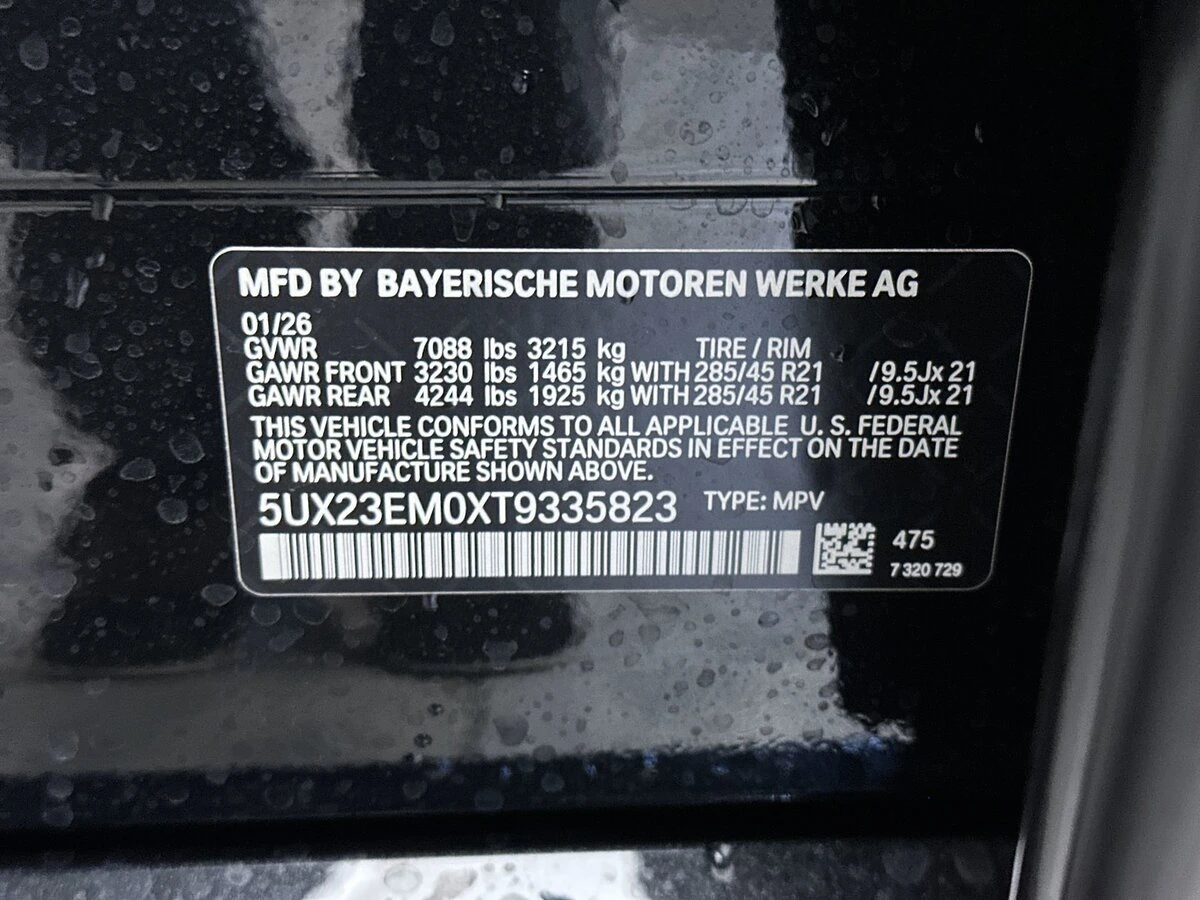 MFD BY BAYERISCHE MOTOREN WERKE AG
01/26
GVWR 7088 lbs 3215 kg TIRE / RIM
GAWR FRONT 3230 lbs 1465 kg WITH 285/45 R21 /9.5Jx 21
GAWR REAR 4244 lbs 1925 kg WITH 285/45 R21 /9.5Jx 21
THIS VEHICLE CONFORMS TO ALL APPLICABLE U. S. FEDERAL
MOTOR VEHICLE SAFETY STANDARDS IN EFFECT ON THE DATE
OF MANUFACTURE SHOWN ABOVE.
5UX23EM0XT9335823 TYPE: MPV
475
7 320 729